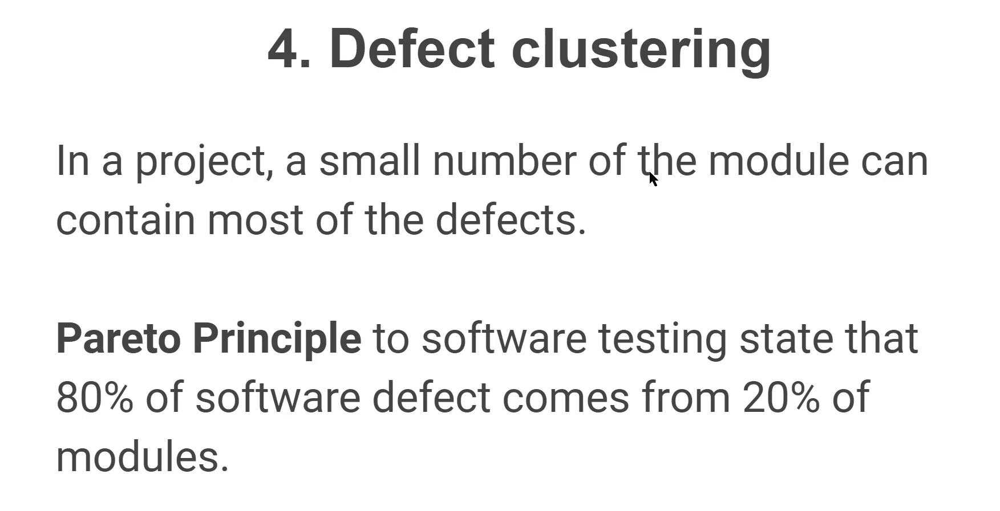 4. Defect clustering
In a project, a small number of the module can
contain most of the defects.
Pareto Principle to software testing state that
80% of software defect comes from 20% of
modules.